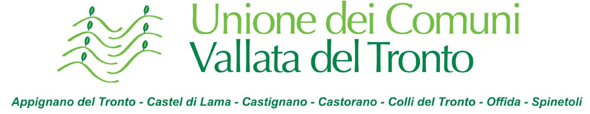 Unione dei Comuni
Vallata del Tronto
Appignano del Tronto - Castel di Lama - Castignano - Castorano - Colli del Tronto - Offida - Spinetoli